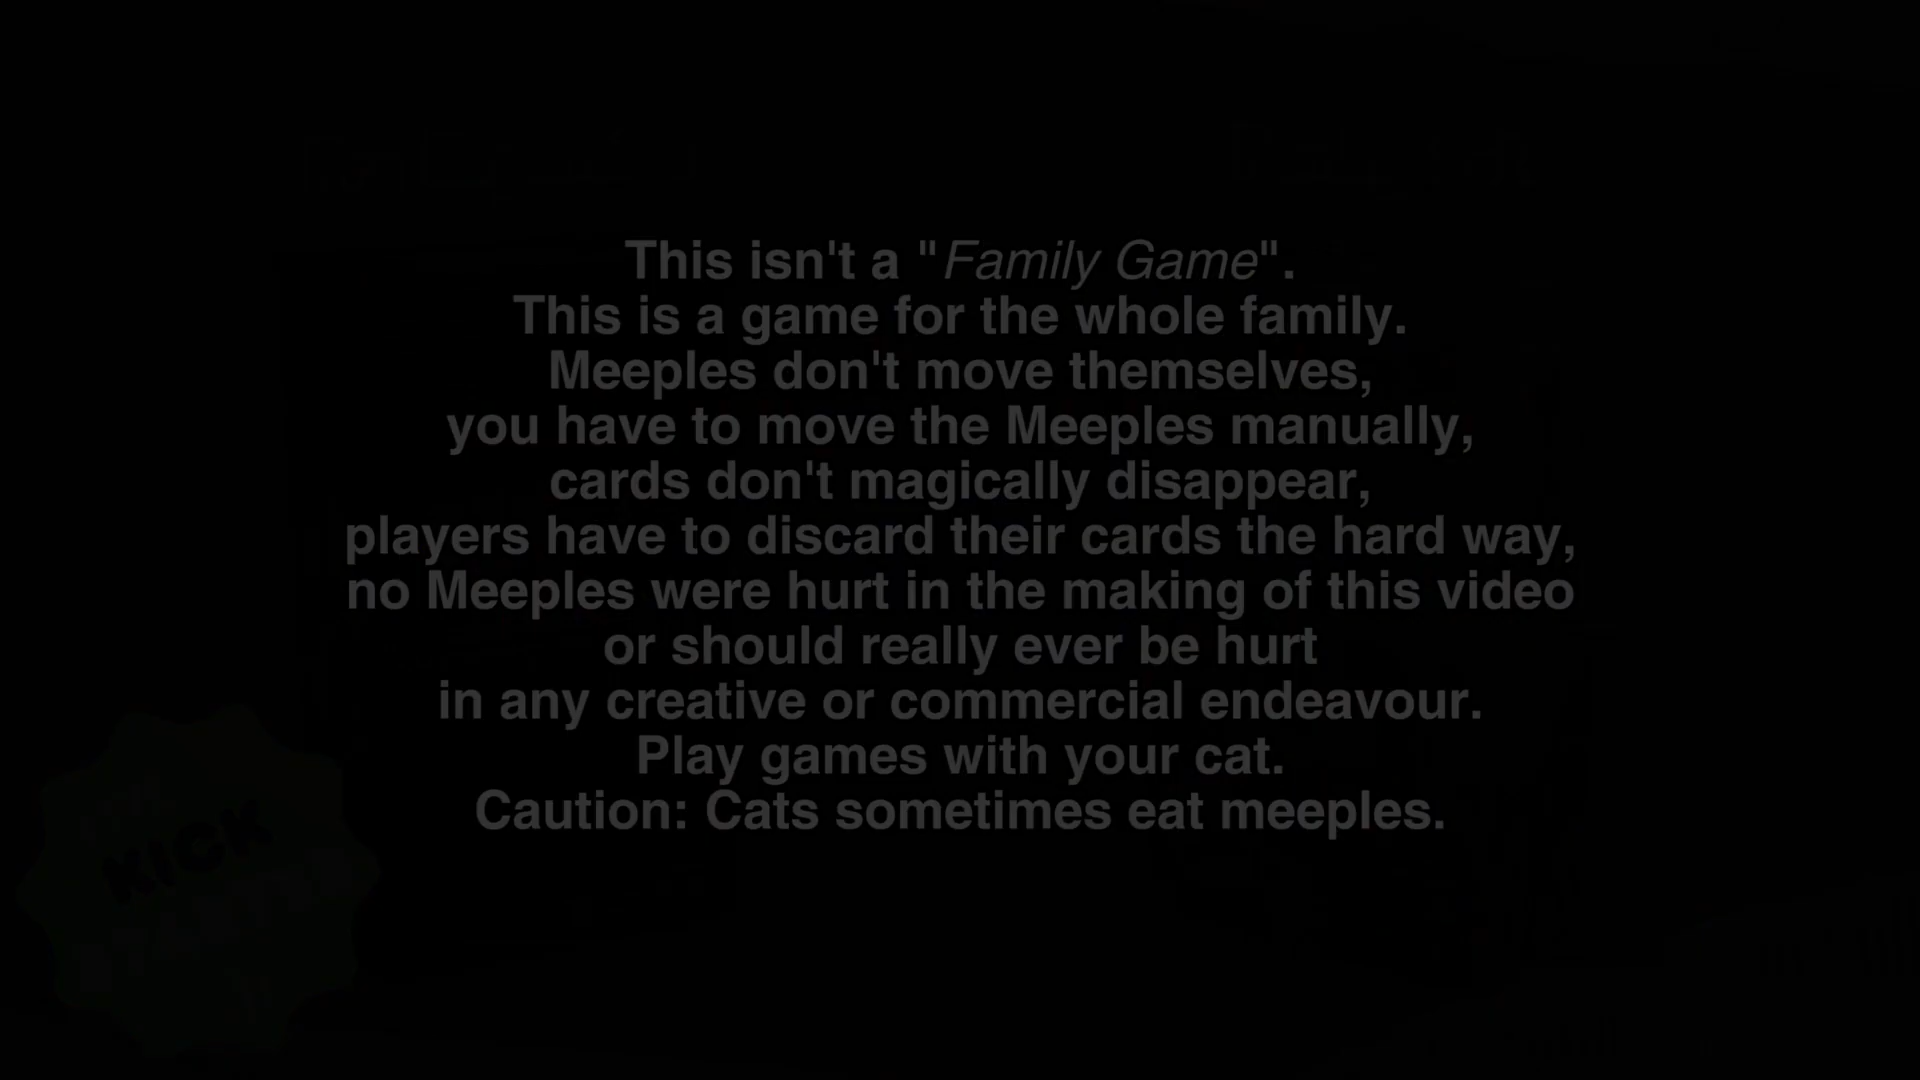 This isn't a "Family Game".
This is a game for the whole family.
Meeples don't move themselves,
you have to move the Meeples manually,
cards don't magically disappear,
players have to discard their cards the hard way,
no Meeples were hurt in the making of this video
or should really ever be hurt
in any creative or commercial endeavour.
Play games with your cat.
Caution: Cats sometimes eat meeples.
KICK